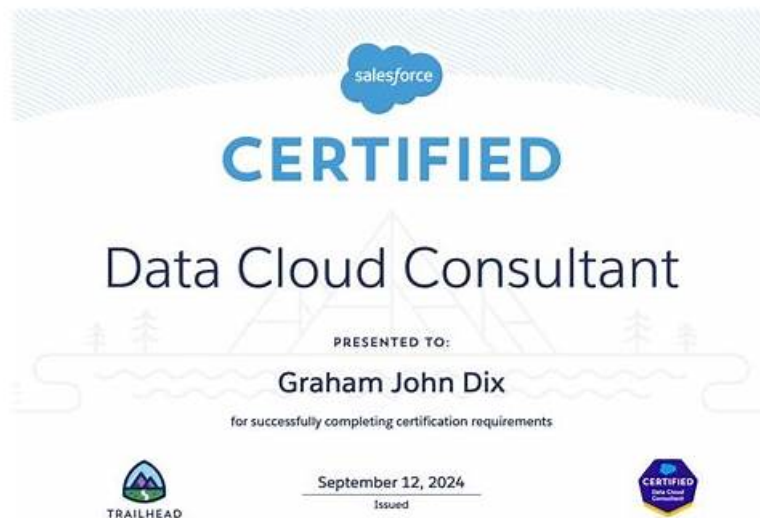 salesforce
CERTIFIED
Data Cloud Consultant
PRESENTED TO:
Graham John Dix
for successfully completing certification requirements
September 12, 2024
Issued
TRAILHEAD
CERTIFIED
Data Cloud
Consultant